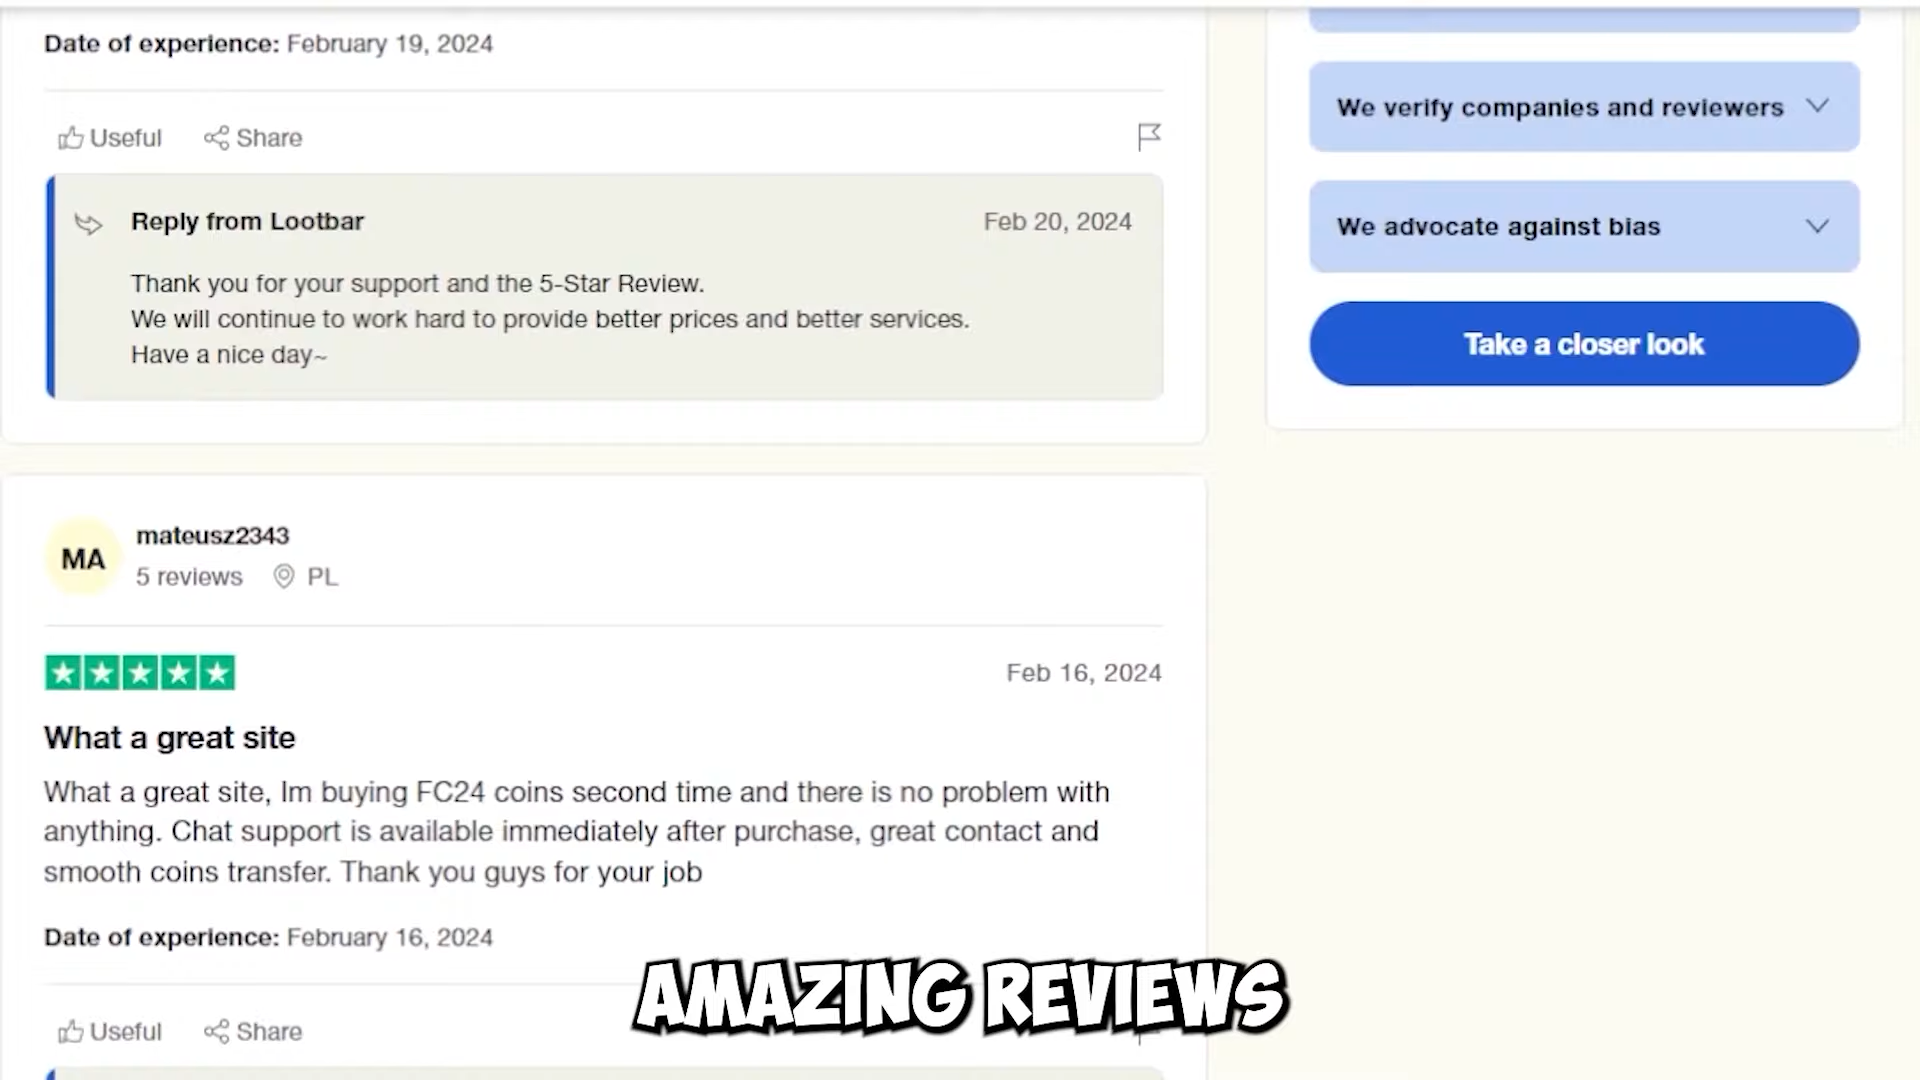 Date of experience: February 19, 2024
Useful Share
Reply from Lootbar Feb 20, 2024
Thank you for your support and the 5-Star Review.
We will continue to work hard to provide better prices and better services.
Have a nice day~
We verify companies and reviewers
We advocate against bias
Take a closer look
MA
mateusz2343
5 reviews PL
Feb 16, 2024
What a great site
What a great site, Im buying FC24 coins second time and there is no problem with
anything. Chat support is available immediately after purchase, great contact and
smooth coins transfer. Thank you guys for your job
Date of experience: February 16, 2024
AMAZING REVIEWS
Useful Share